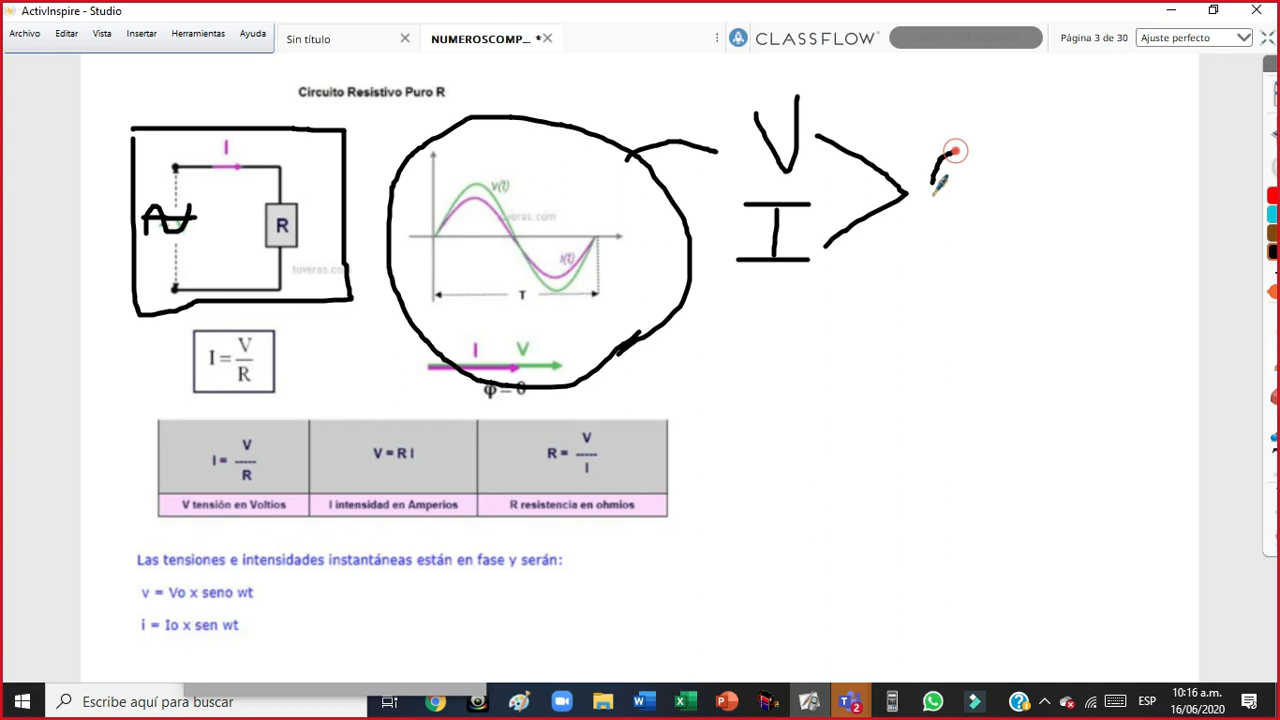 ActivInspire - Studio
Archivo Editar Vista Insertar Herramientas Ayuda
Sin título
NUMEROSCOMP... *
CLASSFLOW
Página 3 de 30
Ajuste perfecto
Circuito Resistivo Puro R
I
R
tuveras.com
V(t)
tuveras.com
I(t)
T
I V
φ = 0
V
I
I = V
R
I = V
-----
R
V = R I
R = V
-----
I
V tensión en Voltios
I intensidad en Amperios
R resistencia en ohmios
Las tensiones e intensidades instantáneas están en fase y serán:
v = Vo x seno wt
i = Io x sen wt
Escribe aquí para buscar
2
ESP
10:16 a.m.
16/06/2020